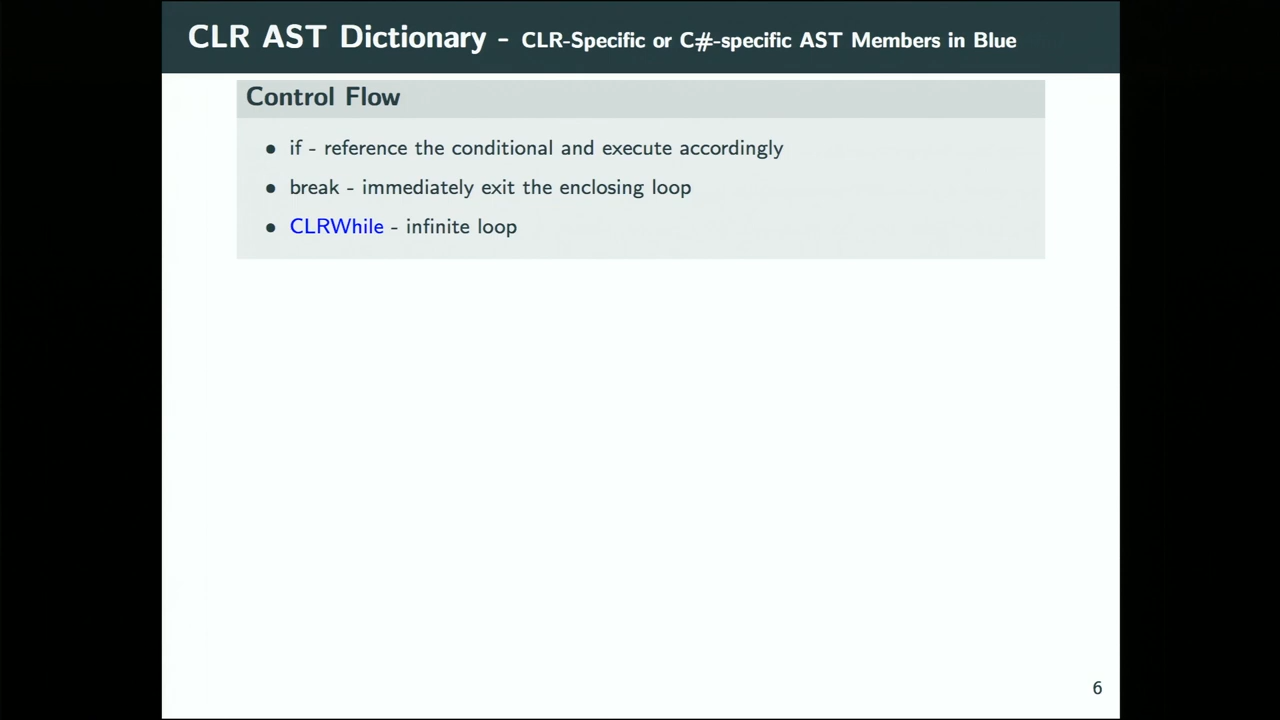 CLR AST Dictionary - CLR-Specific or C#-specific AST Members in Blue
Control Flow
• if - reference the conditional and execute accordingly
• break - immediately exit the enclosing loop
• CLRWhile - infinite loop
6